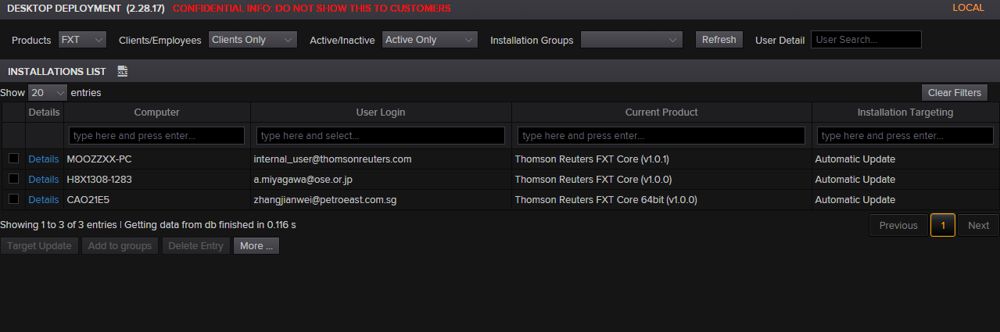 DESKTOP DEPLOYMENT (2.28.17) CONFIDENTIAL INFO: DO NOT SHOW THIS TO CUSTOMERS LOCAL
Products FXT Clients/Employees Clients Only Active/Inactive Active Only Installation Groups Refresh User Detail User Search...
INSTALLATIONS LIST XLS
Show 20 entries Clear Filters
Details Computer User Login Current Product Installation Targeting
type here and press enter... type here and select... type here and press enter... type here and press enter...
Details MOOZZXX-PC internal_user@thomsonreuters.com Thomson Reuters FXT Core (v1.0.1) Automatic Update
Details H8X1308-1283 a.miyagawa@ose.or.jp Thomson Reuters FXT Core (v1.0.0) Automatic Update
Details CAO21E5 zhangjianwei@petroeast.com.sg Thomson Reuters FXT Core 64bit (v1.0.0) Automatic Update
Showing 1 to 3 of 3 entries | Getting data from db finished in 0.116 s Previous 1 Next
Target Update Add to groups Delete Entry More ...